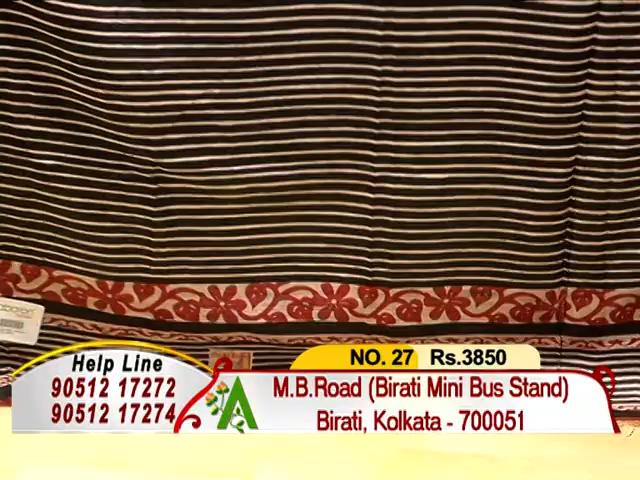 NO. 27 Rs.3850
Help Line
90512 17272
90512 17274
A
M.B.Road (Birati Mini Bus Stand)
Birati, Kolkata - 700051